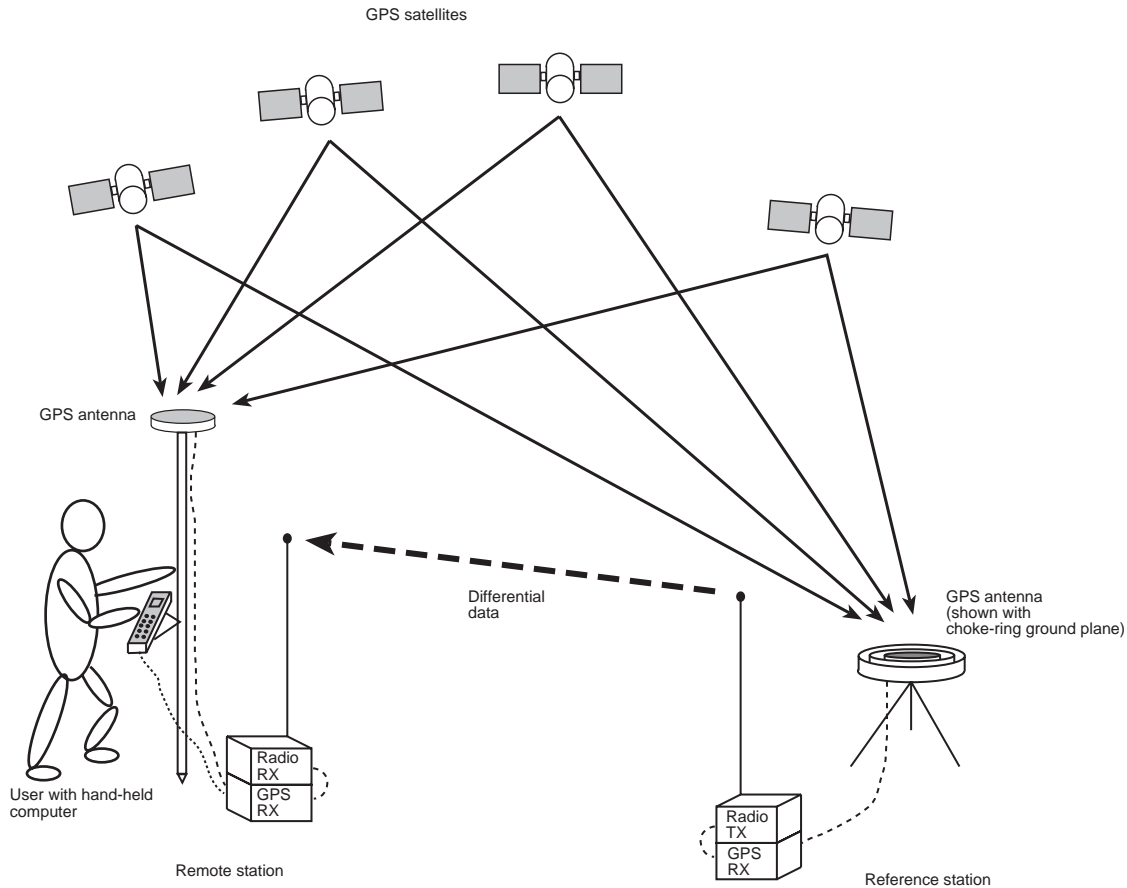 GPS satellites
GPS antenna
Differential
data
GPS antenna
(shown with
choke-ring ground plane)
Radio
RX
GPS
RX
User with hand-held
computer
Radio
TX
GPS
RX
Remote station
Reference station